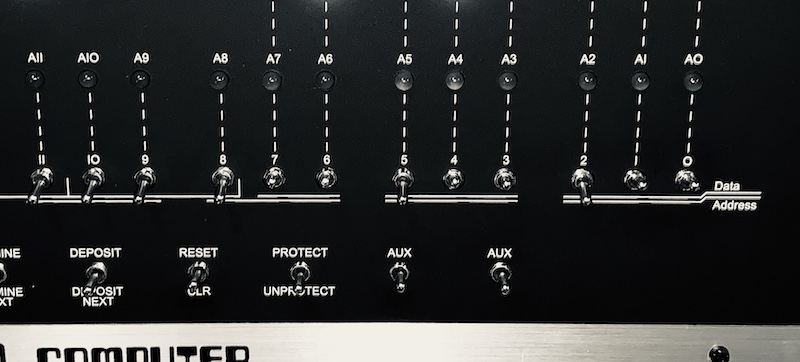 A11 A10 A9 A8 A7 A6 A5 A4 A3 A2 A1 A0
11 10 9 8 7 6 5 4 3 2 0
Data
Address
DEPOSIT RESET PROTECT AUX AUX
DEPOSIT CLR UNPROTECT
NEXT
COMPUTER